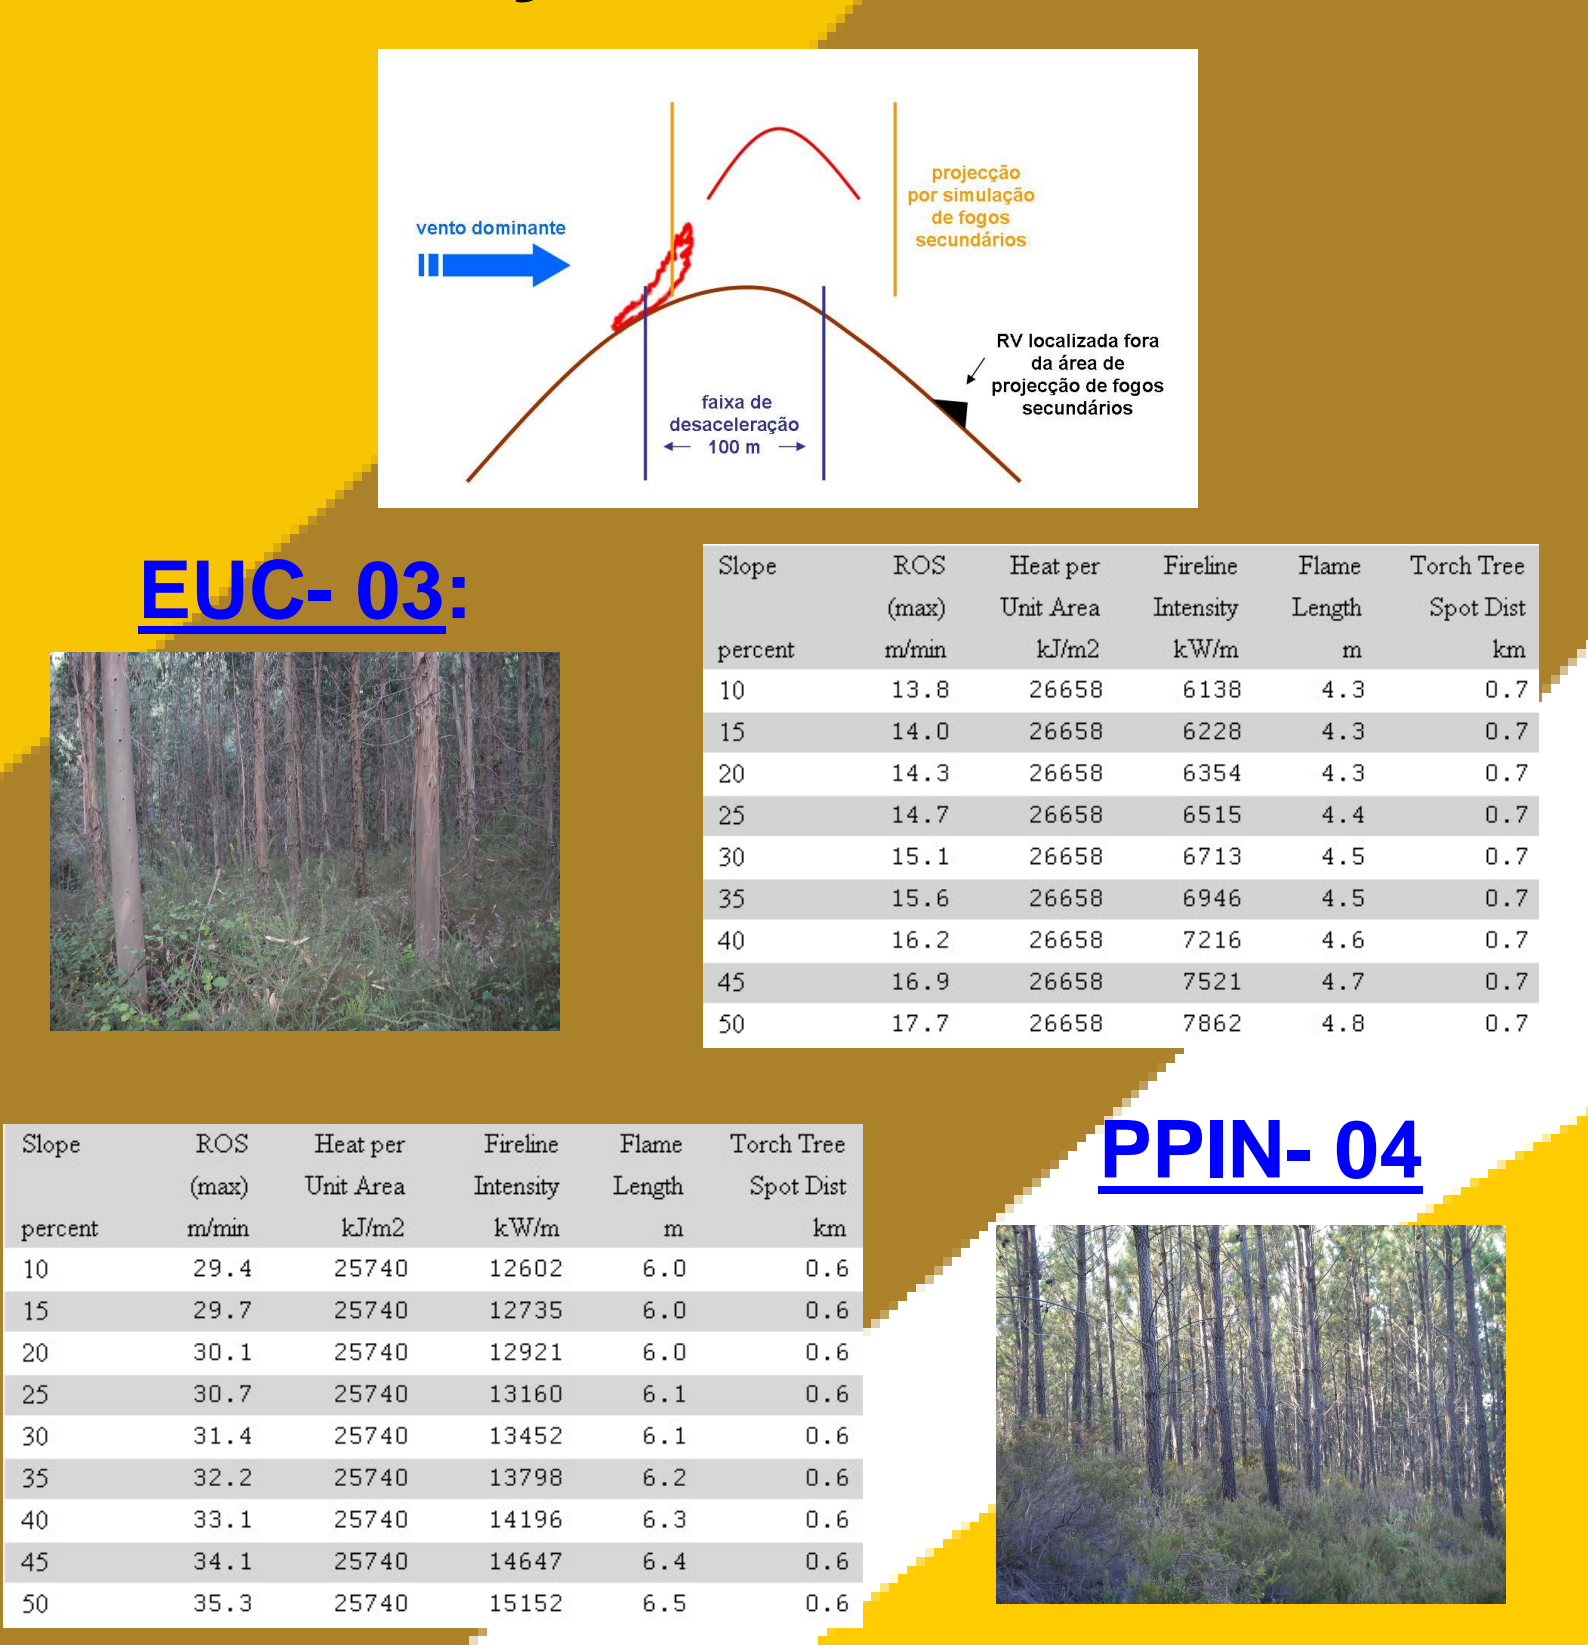 projecção
por simulação
de fogos
secundários
vento dominante
RV localizada fora
da área de
projecção de fogos
secundários
faixa de
desaceleração
100 m
EUC- 03:
Slope ROS Heat per Fireline Flame Torch Tree
(max) Unit Area Intensity Length Spot Dist
percent m/min kJ/m2 kW/m m km
10 13.8 26658 6138 4.3 0.7
15 14.0 26658 6228 4.3 0.7
20 14.3 26658 6354 4.3 0.7
25 14.7 26658 6515 4.4 0.7
30 15.1 26658 6713 4.5 0.7
35 15.6 26658 6946 4.5 0.7
40 16.2 26658 7216 4.6 0.7
45 16.9 26658 7521 4.7 0.7
50 17.7 26658 7862 4.8 0.7
PPIN- 04
Slope ROS Heat per Fireline Flame Torch Tree
(max) Unit Area Intensity Length Spot Dist
percent m/min kJ/m2 kW/m m km
10 29.4 25740 12602 6.0 0.6
15 29.7 25740 12735 6.0 0.6
20 30.1 25740 12921 6.0 0.6
25 30.7 25740 13160 6.1 0.6
30 31.4 25740 13452 6.1 0.6
35 32.2 25740 13798 6.2 0.6
40 33.1 25740 14196 6.3 0.6
45 34.1 25740 14647 6.4 0.6
50 35.3 25740 15152 6.5 0.6